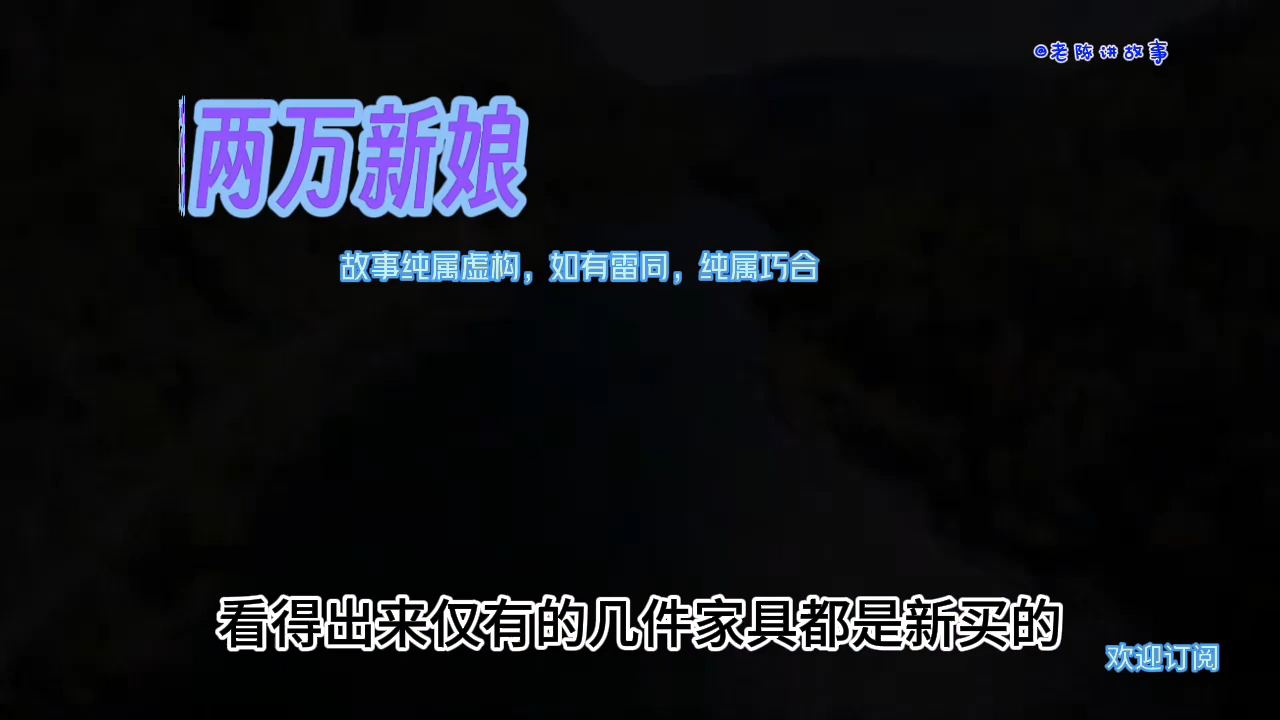 @老陈讲故事
两万新娘
故事纯属虚构，如有雷同，纯属巧合
看得出来仅有的几件家具都是新买的
欢迎订阅